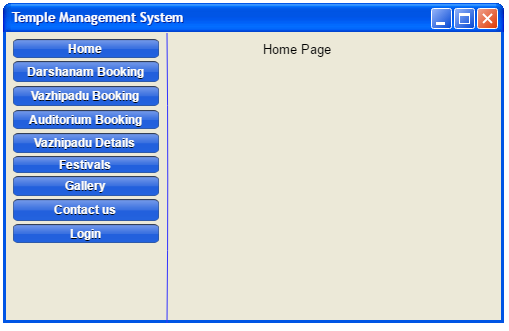 Temple Management System
Home
Home Page
Darshanam Booking
Vazhipadu Booking
Auditorium Booking
Vazhipadu Details
Festivals
Gallery
Contact us
Login